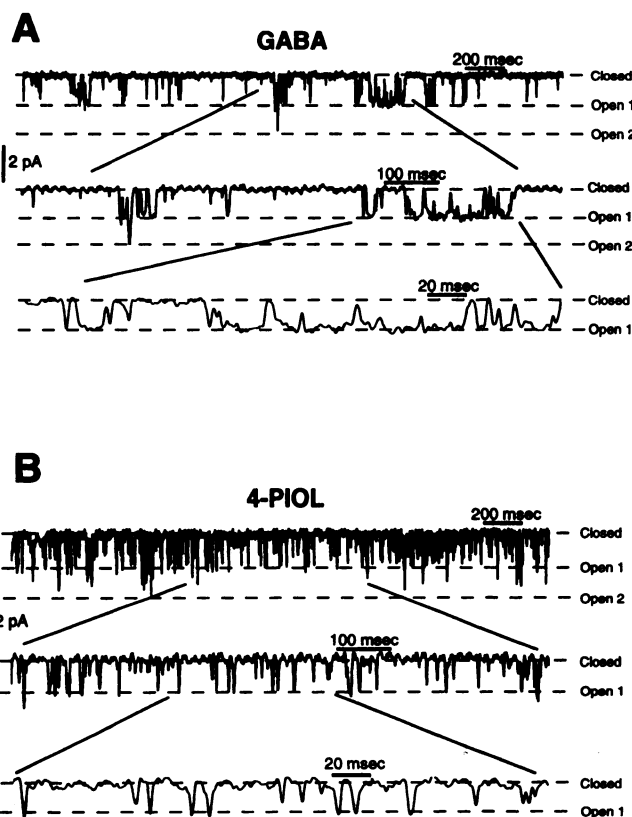 A
GABA
200 msec
Closed
Open 1
Open 2
2 pA
100 msec
Closed
Open 1
Open 2
20 msec
Closed
Open 1
B
4-PIOL
200 msec
Closed
Open 1
Open 2
2 pA
100 msec
Closed
Open 1
20 msec
Closed
Open 1